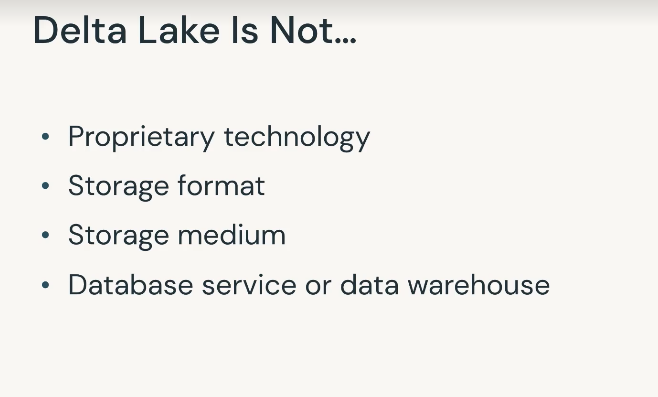 Delta Lake Is Not...
• Proprietary technology
• Storage format
• Storage medium
• Database service or data warehouse